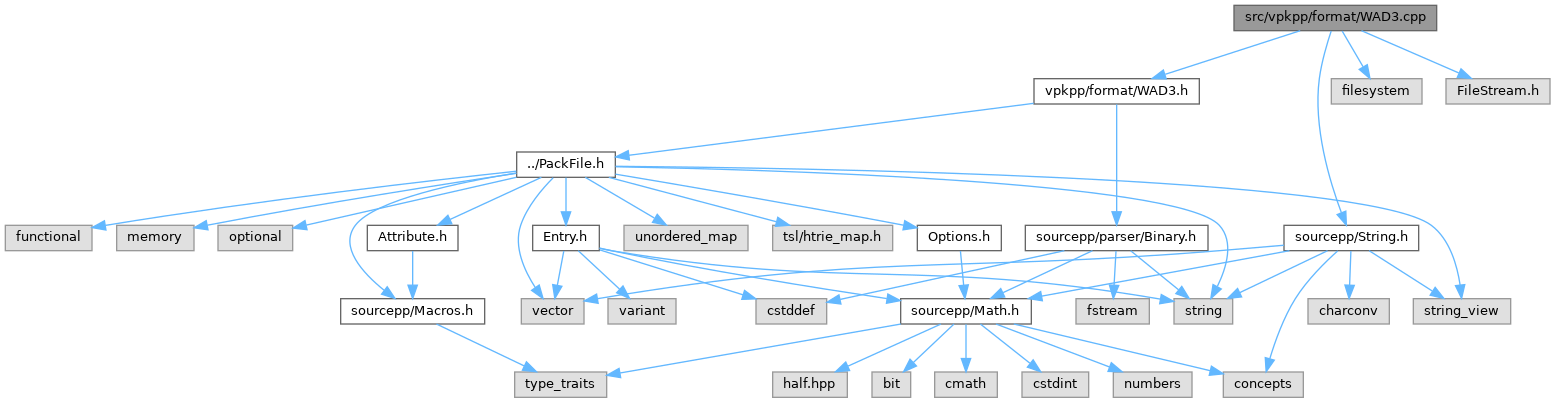 src/vpkpp/format/WAD3.cpp
vpkpp/format/WAD3.h
filesystem
FileStream.h
../PackFile.h
functional
memory
optional
Attribute.h
Entry.h
unordered_map
tsl/htrie_map.h
Options.h
sourcepp/parser/Binary.h
sourcepp/String.h
sourcepp/Macros.h
vector
variant
cstddef
sourcepp/Math.h
fstream
string
charconv
string_view
type_traits
half.hpp
bit
cmath
cstdint
numbers
concepts